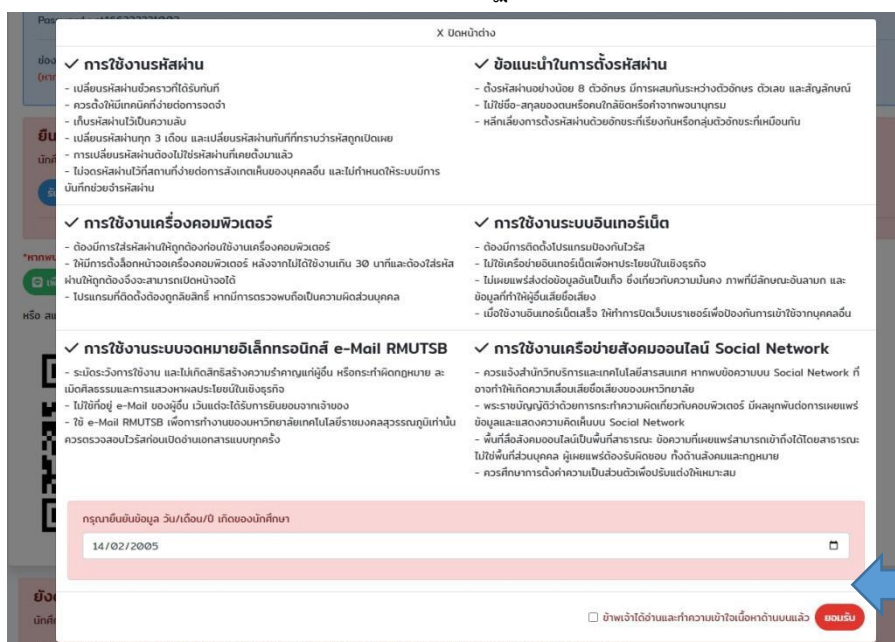 X ปิดหน้าต่าง
✓ การใช้งานรหัสผ่าน
- เปลี่ยนรหัสผ่านชั่วคราวที่ได้รับทันที
- ควรตั้งให้มีเทคนิคที่ง่ายต่อการจดจำ
- เก็บรหัสผ่านไว้เป็นความลับ
- เปลี่ยนรหัสผ่านทุก 3 เดือน และเปลี่ยนรหัสผ่านทันทีที่ทราบว่ารหัสถูกเปิดเผย
- การเปลี่ยนรหัสผ่านต้องไม่ใช่รหัสผ่านที่เคยตั้งมาแล้ว
- ไม่จดรหัสผ่านไว้ที่สถานที่ง่ายต่อการสังเกตเห็นของบุคคลอื่น และไม่กำหนดให้ระบบมีการ
บันทึกช่วยจำรหัสผ่าน
✓ ข้อแนะนำในการตั้งรหัสผ่าน
- ตั้งรหัสผ่านอย่างน้อย 8 ตัวอักษร มีการผสมกันระหว่างตัวอักษร ตัวเลข และสัญลักษณ์
- ไม่ใช่ชื่อ-สกุลของตนหรือคนใกล้ชิดหรือคำจากพจนานุกรม
- หลีกเลี่ยงการตั้งรหัสผ่านด้วยอักขระที่เรียงกันหรือกลุ่มตัวอักขระที่เหมือนกัน
✓ การใช้งานเครื่องคอมพิวเตอร์
- ต้องมีการใส่รหัสผ่านให้ถูกต้องก่อนใช้งานเครื่องคอมพิวเตอร์
- ให้มีการตั้งล็อกหน้าจอเครื่องคอมพิวเตอร์ หลังจากไม่ได้ใช้งานเกิน 30 นาทีและต้องใส่รหัส
ผ่านให้ถูกต้องจึงจะสามารถเปิดหน้าจอได้
- โปรแกรมที่ติดตั้งต้องถูกลิขสิทธิ์ หากมีการตรวจพบถือเป็นความผิดส่วนบุคคล
✓ การใช้งานระบบอินเทอร์เน็ต
- ต้องมีการติดตั้งโปรแกรมป้องกันไวรัส
- ไม่ใช้เครือข่ายอินเทอร์เน็ตเพื่อหาประโยชน์ในเชิงธุรกิจ
- ไม่เผยแพร่ส่งต่อข้อมูลอันเป็นเท็จ ซึ่งเกี่ยวกับความมั่นคง ภาพที่มีลักษณะอันลามก และ
ข้อมูลที่ทำให้ผู้อื่นเสียชื่อเสียง
- เมื่อใช้งานอินเทอร์เน็ตเสร็จ ให้ทำการปิดเว็บเบราเซอร์เพื่อป้องกันการเข้าใช้จากบุคคลอื่น
✓ การใช้งานระบบจดหมายอิเล็กทรอนิกส์ e-Mail RMUTSB
- ระมัดระวังการใช้งาน และไม่เกิดสิทธิสร้างความรำคาญแก่ผู้อื่น หรือกระทำผิดกฎหมาย ละ
เมิดศีลธรรมและการแสวงหาผลประโยชน์ในเชิงธุรกิจ
- ไม่ใช้ที่อยู่ e-Mail ของผู้อื่น เว้นแต่จะได้รับการยินยอมจากเจ้าของ
- ใช้ e-Mail RMUTSB เพื่อการทำงานของมหาวิทยาลัยเทคโนโลยีราชมงคลสุวรรณภูมิเท่านั้น
ควรตรวจสอบไวรัสก่อนเปิดอ่านเอกสารแนบทุกครั้ง
✓ การใช้งานเครือข่ายสังคมออนไลน์ Social Network
- ควรแจ้งสำนักวิทยบริการและเทคโนโลยีสารสนเทศ หากพบข้อความบน Social Network ที่
อาจทำให้เกิดความเสื่อมเสียชื่อเสียงของมหาวิทยาลัย
- พระราชบัญญัติว่าด้วยการกระทำความผิดเกี่ยวกับคอมพิวเตอร์ มีผลผูกพันต่อการเผยแพร่
ข้อมูลและแสดงความคิดเห็นบน Social Network
- พื้นที่สื่อสังคมออนไลน์เป็นพื้นที่สาธารณะ ข้อความที่เผยแพร่สามารถเข้าถึงได้โดยสาธารณะ
ไม่ใช่พื้นที่ส่วนบุคคล ผู้เผยแพร่ต้องรับผิดชอบ ทั้งด้านสังคมและกฎหมาย
- ควรศึกษาการตั้งค่าความเป็นส่วนตัวเพื่อปรับแต่งให้เหมาะสม
กรุณายืนยันข้อมูล วัน/เดือน/ปี เกิดของนักศึกษา
14/02/2005
ข้าพเจ้าได้อ่านและทำความเข้าใจเนื้อหาด้านบนแล้ว
ยอมรับ